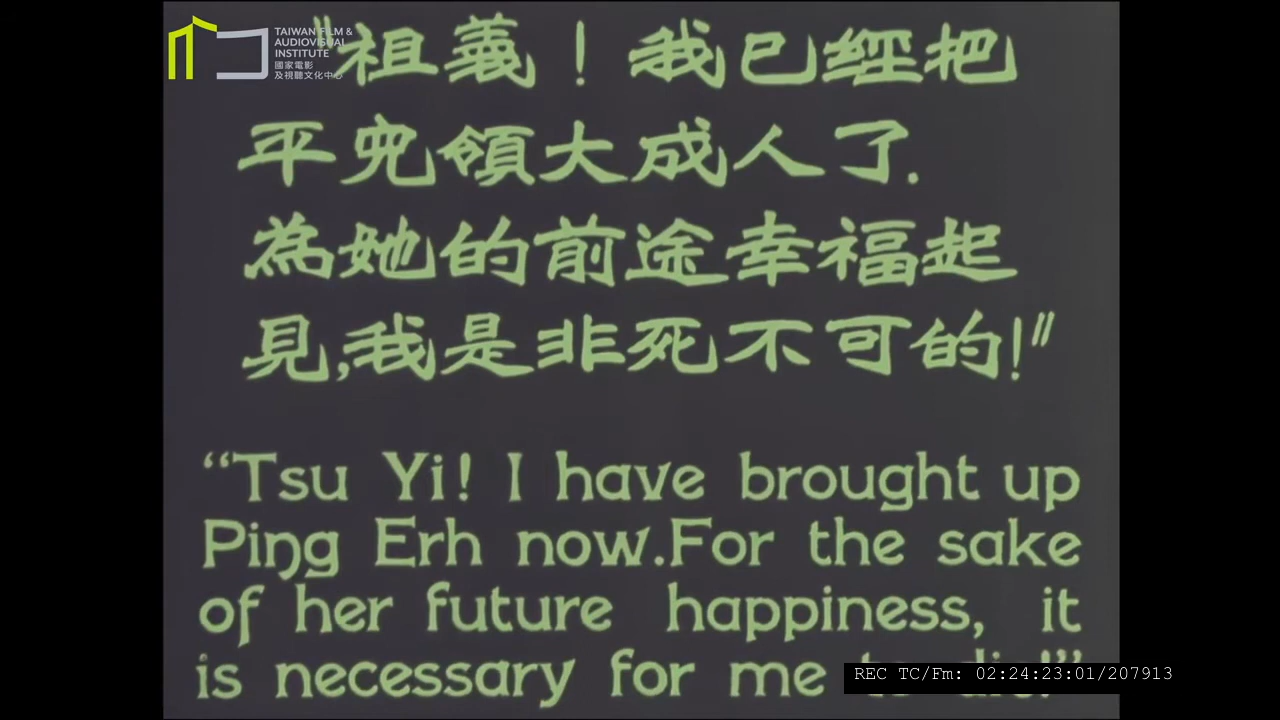 TAIWAN FILM &
AUDIOVISUAL
INSTITUTE
國家電影
及視聽文化中心
"祖義！我已經把
平兒領大成人了.
為她的前途幸福起
見,我是非死不可的!"
“Tsu Yi! I have brought up
Ping Erh now.For the sake
of her future happiness, it
is necessary for me to die!”
REC TC/Fm: 02:24:23:01/207913